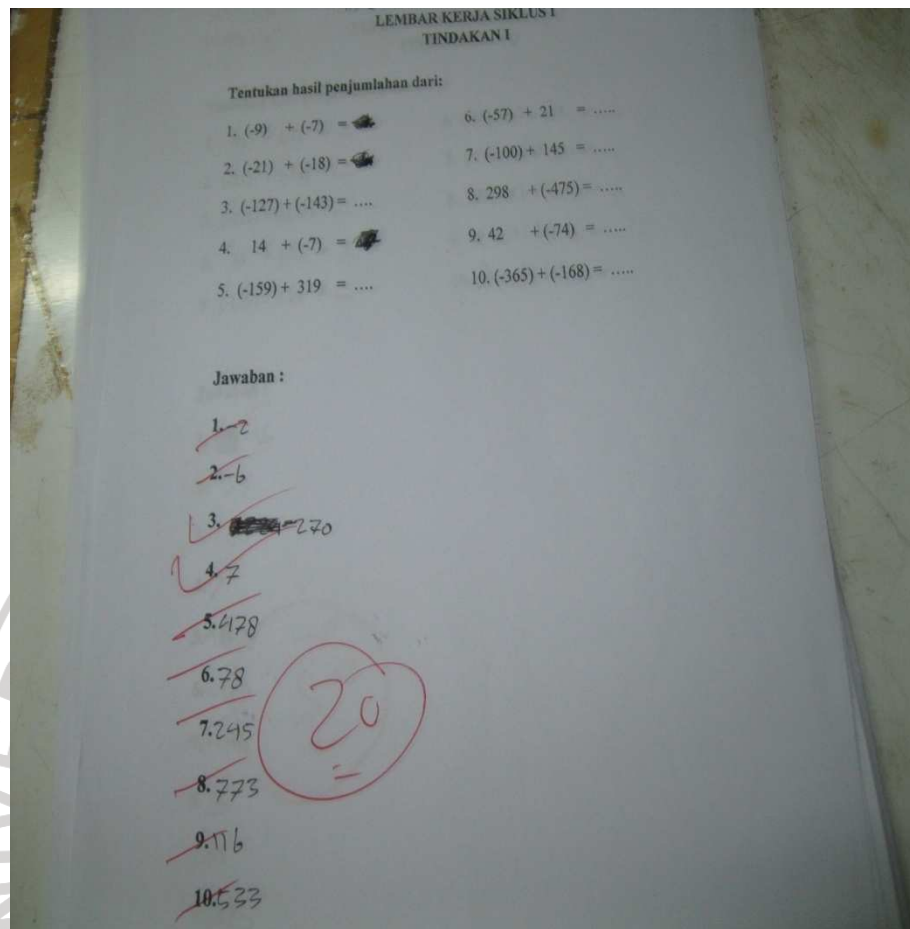 LEMBAR KERJA SIKLUS I
TINDAKAN I
Tentukan hasil penjumlahan dari:
1. (-9) + (-7) =
2. (-21) + (-18) =
3. (-127) + (-143) = ....
4. 14 + (-7) =
5. (-159) + 319 = ....
6. (-57) + 21 = .....
7. (-100) + 145 = .....
8. 298 + (-475) = .....
9. 42 + (-74) = .....
10. (-365) + (-168) = .....
Jawaban :
1. -2
2. -6
3. -270
4. 7
5. 478
6. 78
7. 245
8. 773
9. 116
10. 533
20